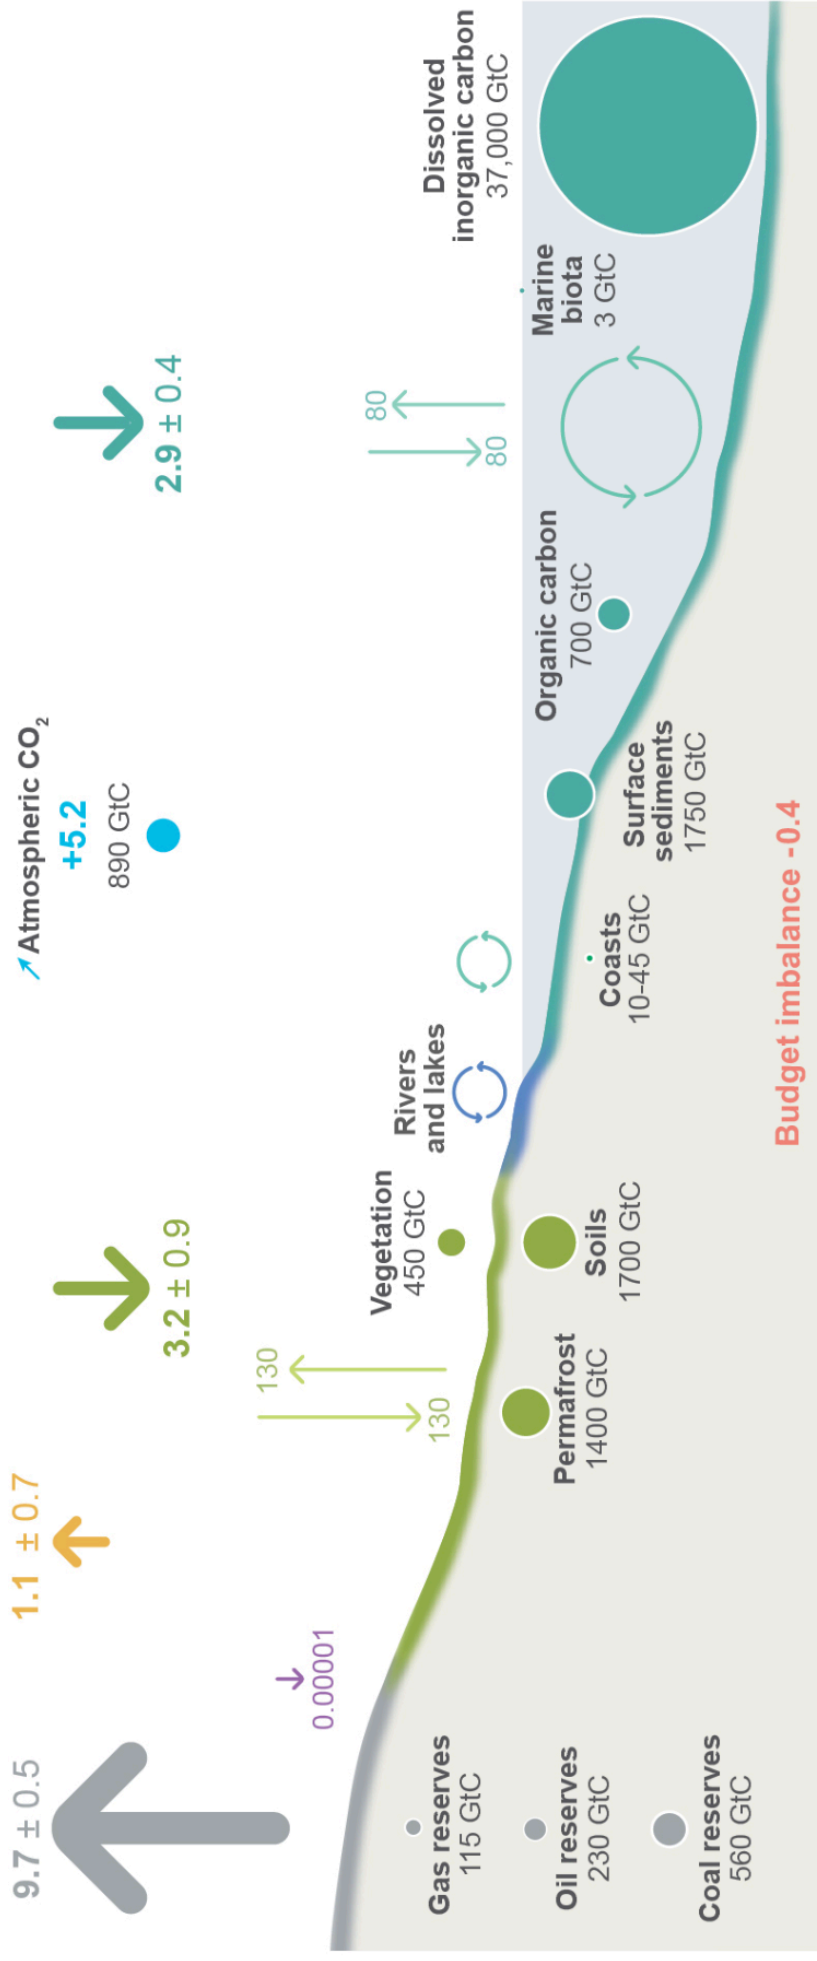 9.7 ± 0.5
1.1 ± 0.7
3.2 ± 0.9
↗Atmospheric CO₂
+5.2
890 GtC
2.9 ± 0.4
0.00001
130
130
80
80
Gas reserves
115 GtC
Oil reserves
230 GtC
Coal reserves
560 GtC
Permafrost
1400 GtC
Vegetation
450 GtC
Soils
1700 GtC
Rivers
and lakes
Coasts
10-45 GtC
Surface
sediments
1750 GtC
Organic carbon
700 GtC
Marine
biota
3 GtC
Dissolved
inorganic carbon
37,000 GtC
Budget imbalance -0.4